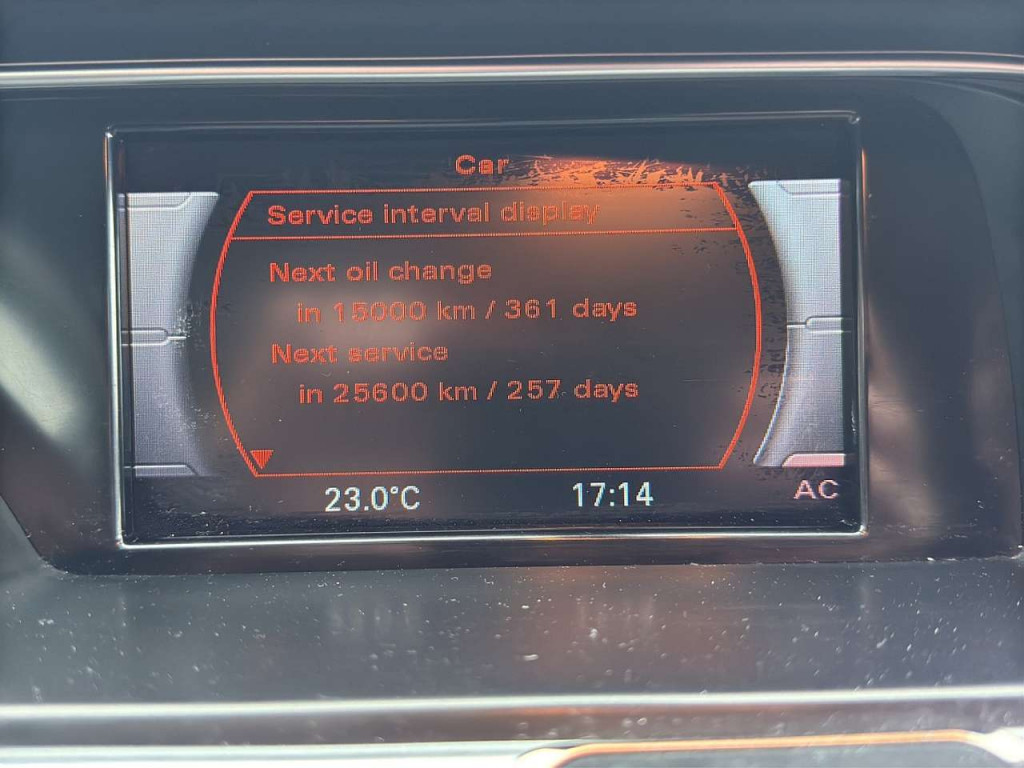 Car
Service interval display
Next oil change
in 15000 km / 361 days
Next service
in 25600 km / 257 days
23.0°C 17:14 AC